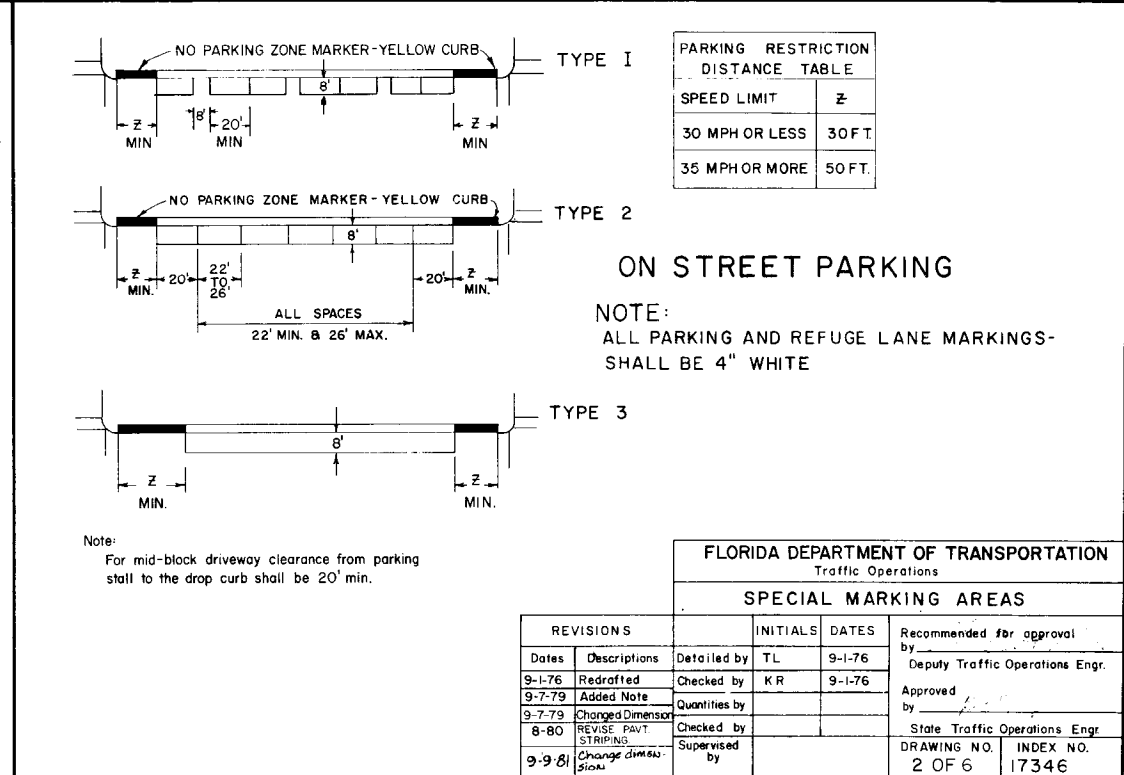 NO PARKING ZONE MARKER-YELLOW CURB
TYPE I
8'
Z
MIN
8'
20'
MIN
Z
MIN
NO PARKING ZONE MARKER-YELLOW CURB
TYPE 2
8'
Z
MIN.
20'
22'
TO
26'
20'
Z
MIN.
ALL SPACES
22' MIN. & 26' MAX.
TYPE 3
8'
Z
MIN.
Z
MIN.
Note:
For mid-block driveway clearance from parking
stall to the drop curb shall be 20' min.
PARKING RESTRICTION
DISTANCE TABLE
SPEED LIMIT Z
30 MPH OR LESS 30 FT.
35 MPH OR MORE 50 FT.
ON STREET PARKING
NOTE:
ALL PARKING AND REFUGE LANE MARKINGS-
SHALL BE 4" WHITE
FLORIDA DEPARTMENT OF TRANSPORTATION
Traffic Operations
SPECIAL MARKING AREAS
REVISIONS
Dates Descriptions
9-1-76 Redrafted
9-7-79 Added Note
9-7-79 Changed Dimension
8-80 REVISE PAVT.
STRIPING
9-9-81 Change dimen-
sion
INITIALS DATES
Detailed by TL 9-1-76
Checked by KR 9-1-76
Quantities by
Checked by
Supervised
by
Recommended for approval
by
Deputy Traffic Operations Engr.
Approved
by
State Traffic Operations Engr.
DRAWING NO.
2 OF 6
INDEX NO.
17346